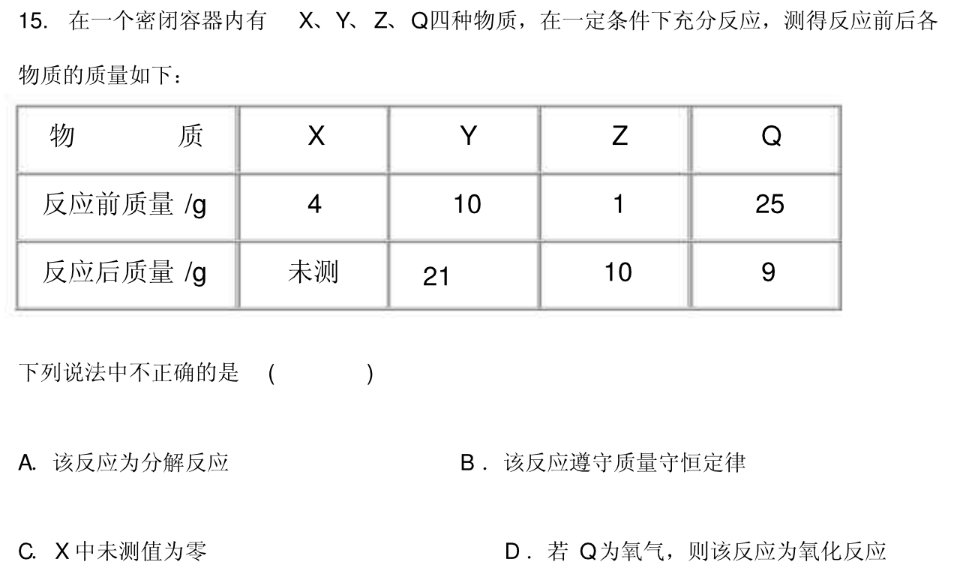 15. 在一个密闭容器内有 X、Y、Z、Q四种物质，在一定条件下充分反应，测得反应前后各
物质的质量如下：
物 质 X Y Z Q
反应前质量 /g 4 10 1 25
反应后质量 /g 未测 21 10 9
下列说法中不正确的是 ( )
A. 该反应为分解反应 B．该反应遵守质量守恒定律
C. X中未测值为零 D．若 Q为氧气，则该反应为氧化反应